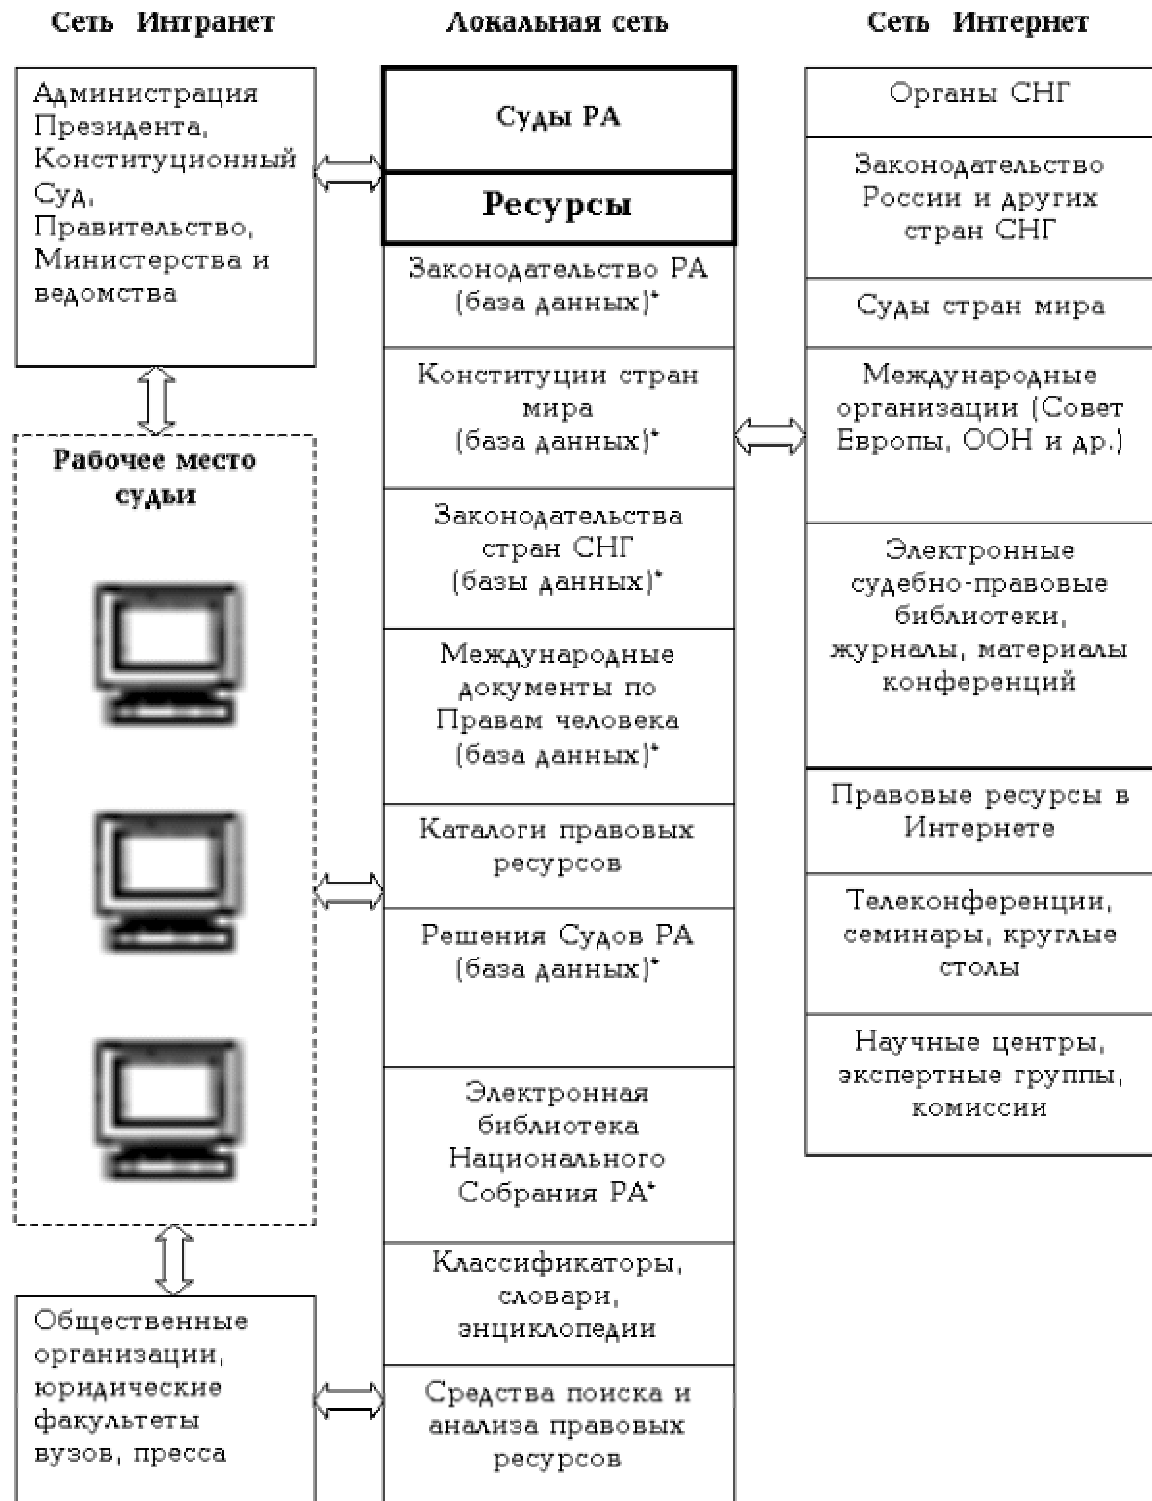 Сеть Интранет
Администрация
Президента,
Конституционный
Суд,
Правительство,
Министерства и
ведомства
Рабочее место
судьи
Общественные
организации,
юридические
факультеты
вузов, пресса
Локальная сеть
Суды РА
Ресурсы
Законодательство РА
(база данных)*
Конституции стран
мира
(база данных)*
Законодательства
стран СНГ
(базы данных)*
Международные
документы по
Правам человека
(база данных)*
Каталоги правовых
ресурсов
Решения Судов РА
(база данных)*
Электронная
библиотека
Национального
Собрания РА*
Классификаторы,
словари,
энциклопедии
Средства поиска и
анализа правовых
ресурсов
Сеть Интернет
Органы СНГ
Законодательство
России и других
стран СНГ
Суды стран мира
Международные
организации (Совет
Европы, ООН и др.)
Электронные
судебно-правовые
библиотеки,
журналы, материалы
конференций
Правовые ресурсы в
Интернете
Телеконференции,
семинары, круглые
столы
Научные центры,
экспертные группы,
комиссии